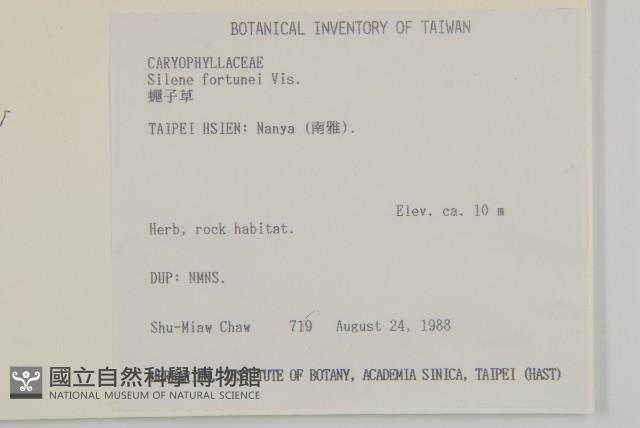 BOTANICAL INVENTORY OF TAIWAN
CARYOPHYLLACEAE
Silene fortunei Vis.
蠅子草
TAIPEI HSIEN: Nanya (南雅).
Elev. ca. 10 m
Herb, rock habitat.
DUP: NMNS.
Shu-Miaw Chaw 719 August 24, 1988
OF BOTANY, ACADEMIA SINICA, TAIPEI (HAST)
國立自然科學博物館
NATIONAL MUSEUM OF NATURAL SCIENCE